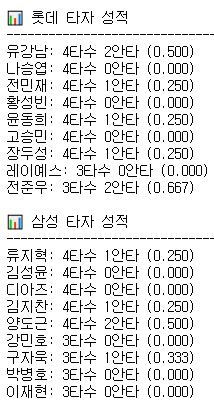 📊 롯데 타자 성적
----------------------------------------
유강남: 4타수 2안타 (0.500)
나승엽: 4타수 0안타 (0.000)
전민재: 4타수 1안타 (0.250)
황성빈: 4타수 0안타 (0.000)
윤동희: 4타수 1안타 (0.250)
고승민: 4타수 0안타 (0.000)
장두성: 4타수 1안타 (0.250)
레이예스: 3타수 0안타 (0.000)
전준우: 3타수 2안타 (0.667)
📊 삼성 타자 성적
----------------------------------------
류지혁: 4타수 1안타 (0.250)
김성윤: 4타수 0안타 (0.000)
디아즈: 4타수 0안타 (0.000)
김지찬: 4타수 1안타 (0.250)
양도근: 4타수 2안타 (0.500)
강민호: 3타수 0안타 (0.000)
구자욱: 3타수 1안타 (0.333)
박병호: 3타수 0안타 (0.000)
이재현: 3타수 0안타 (0.000)